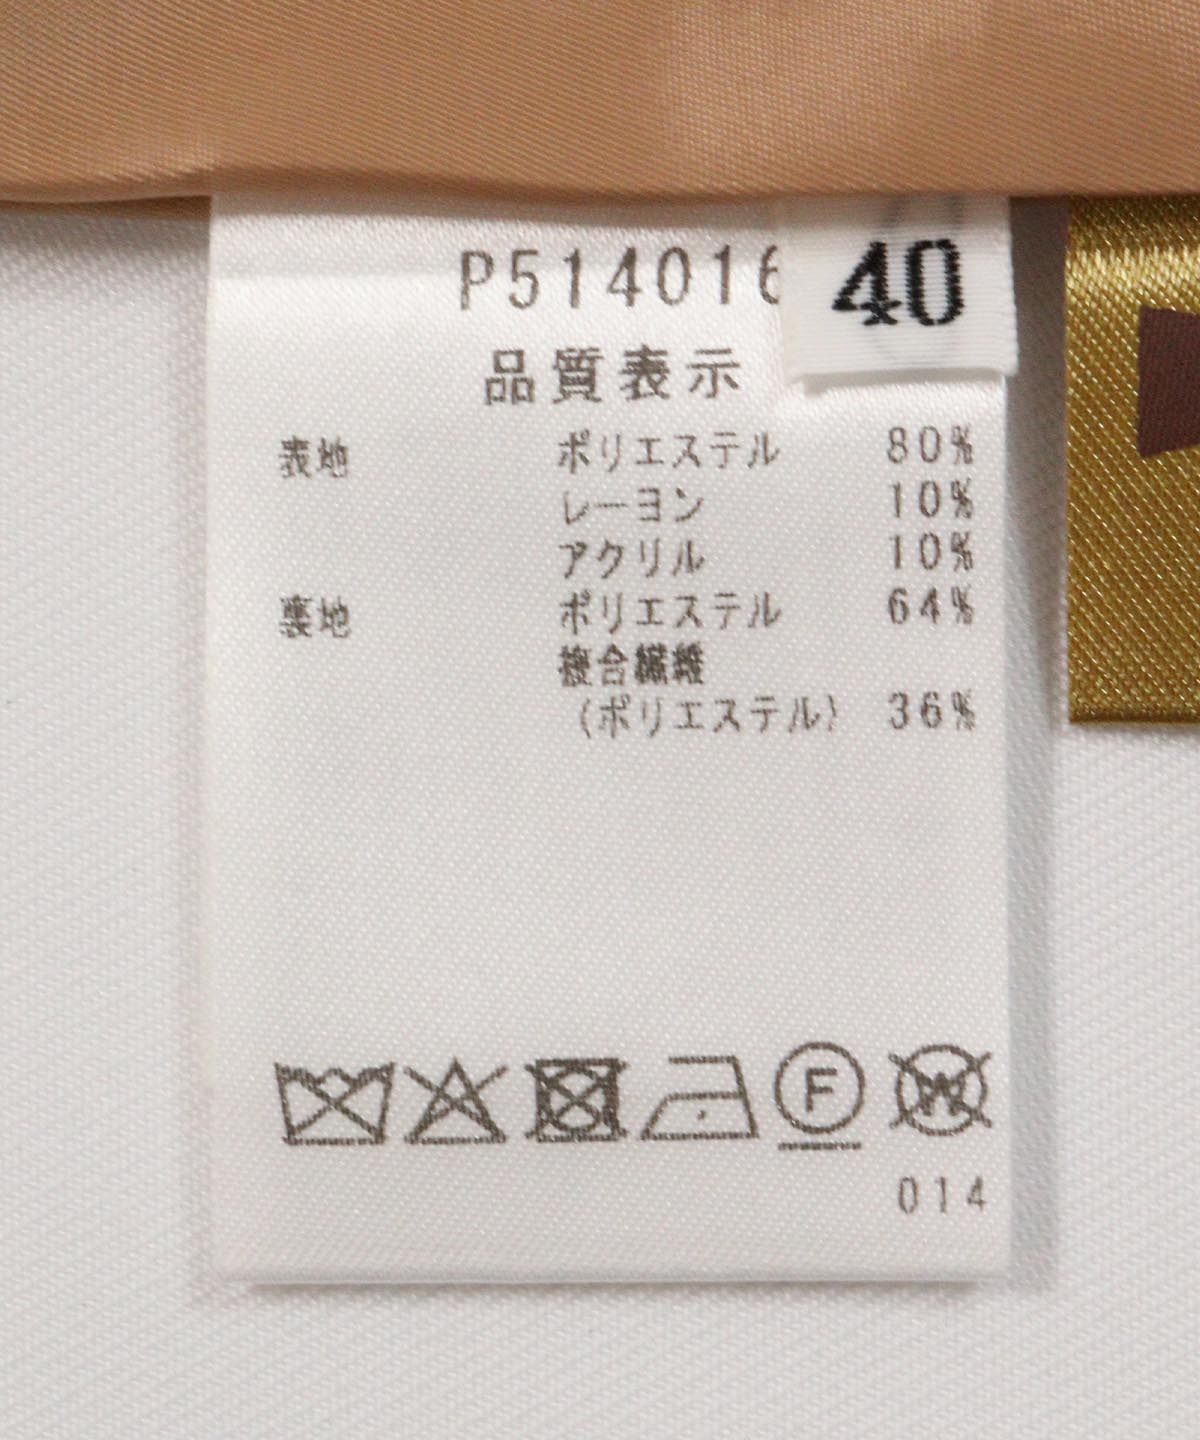 P514016
40
品質表示
表地 ポリエステル 80%
レーヨン 10%
アクリル 10%
裏地 ポリエステル 64%
複合繊維
(ポリエステル) 36%
F W
014